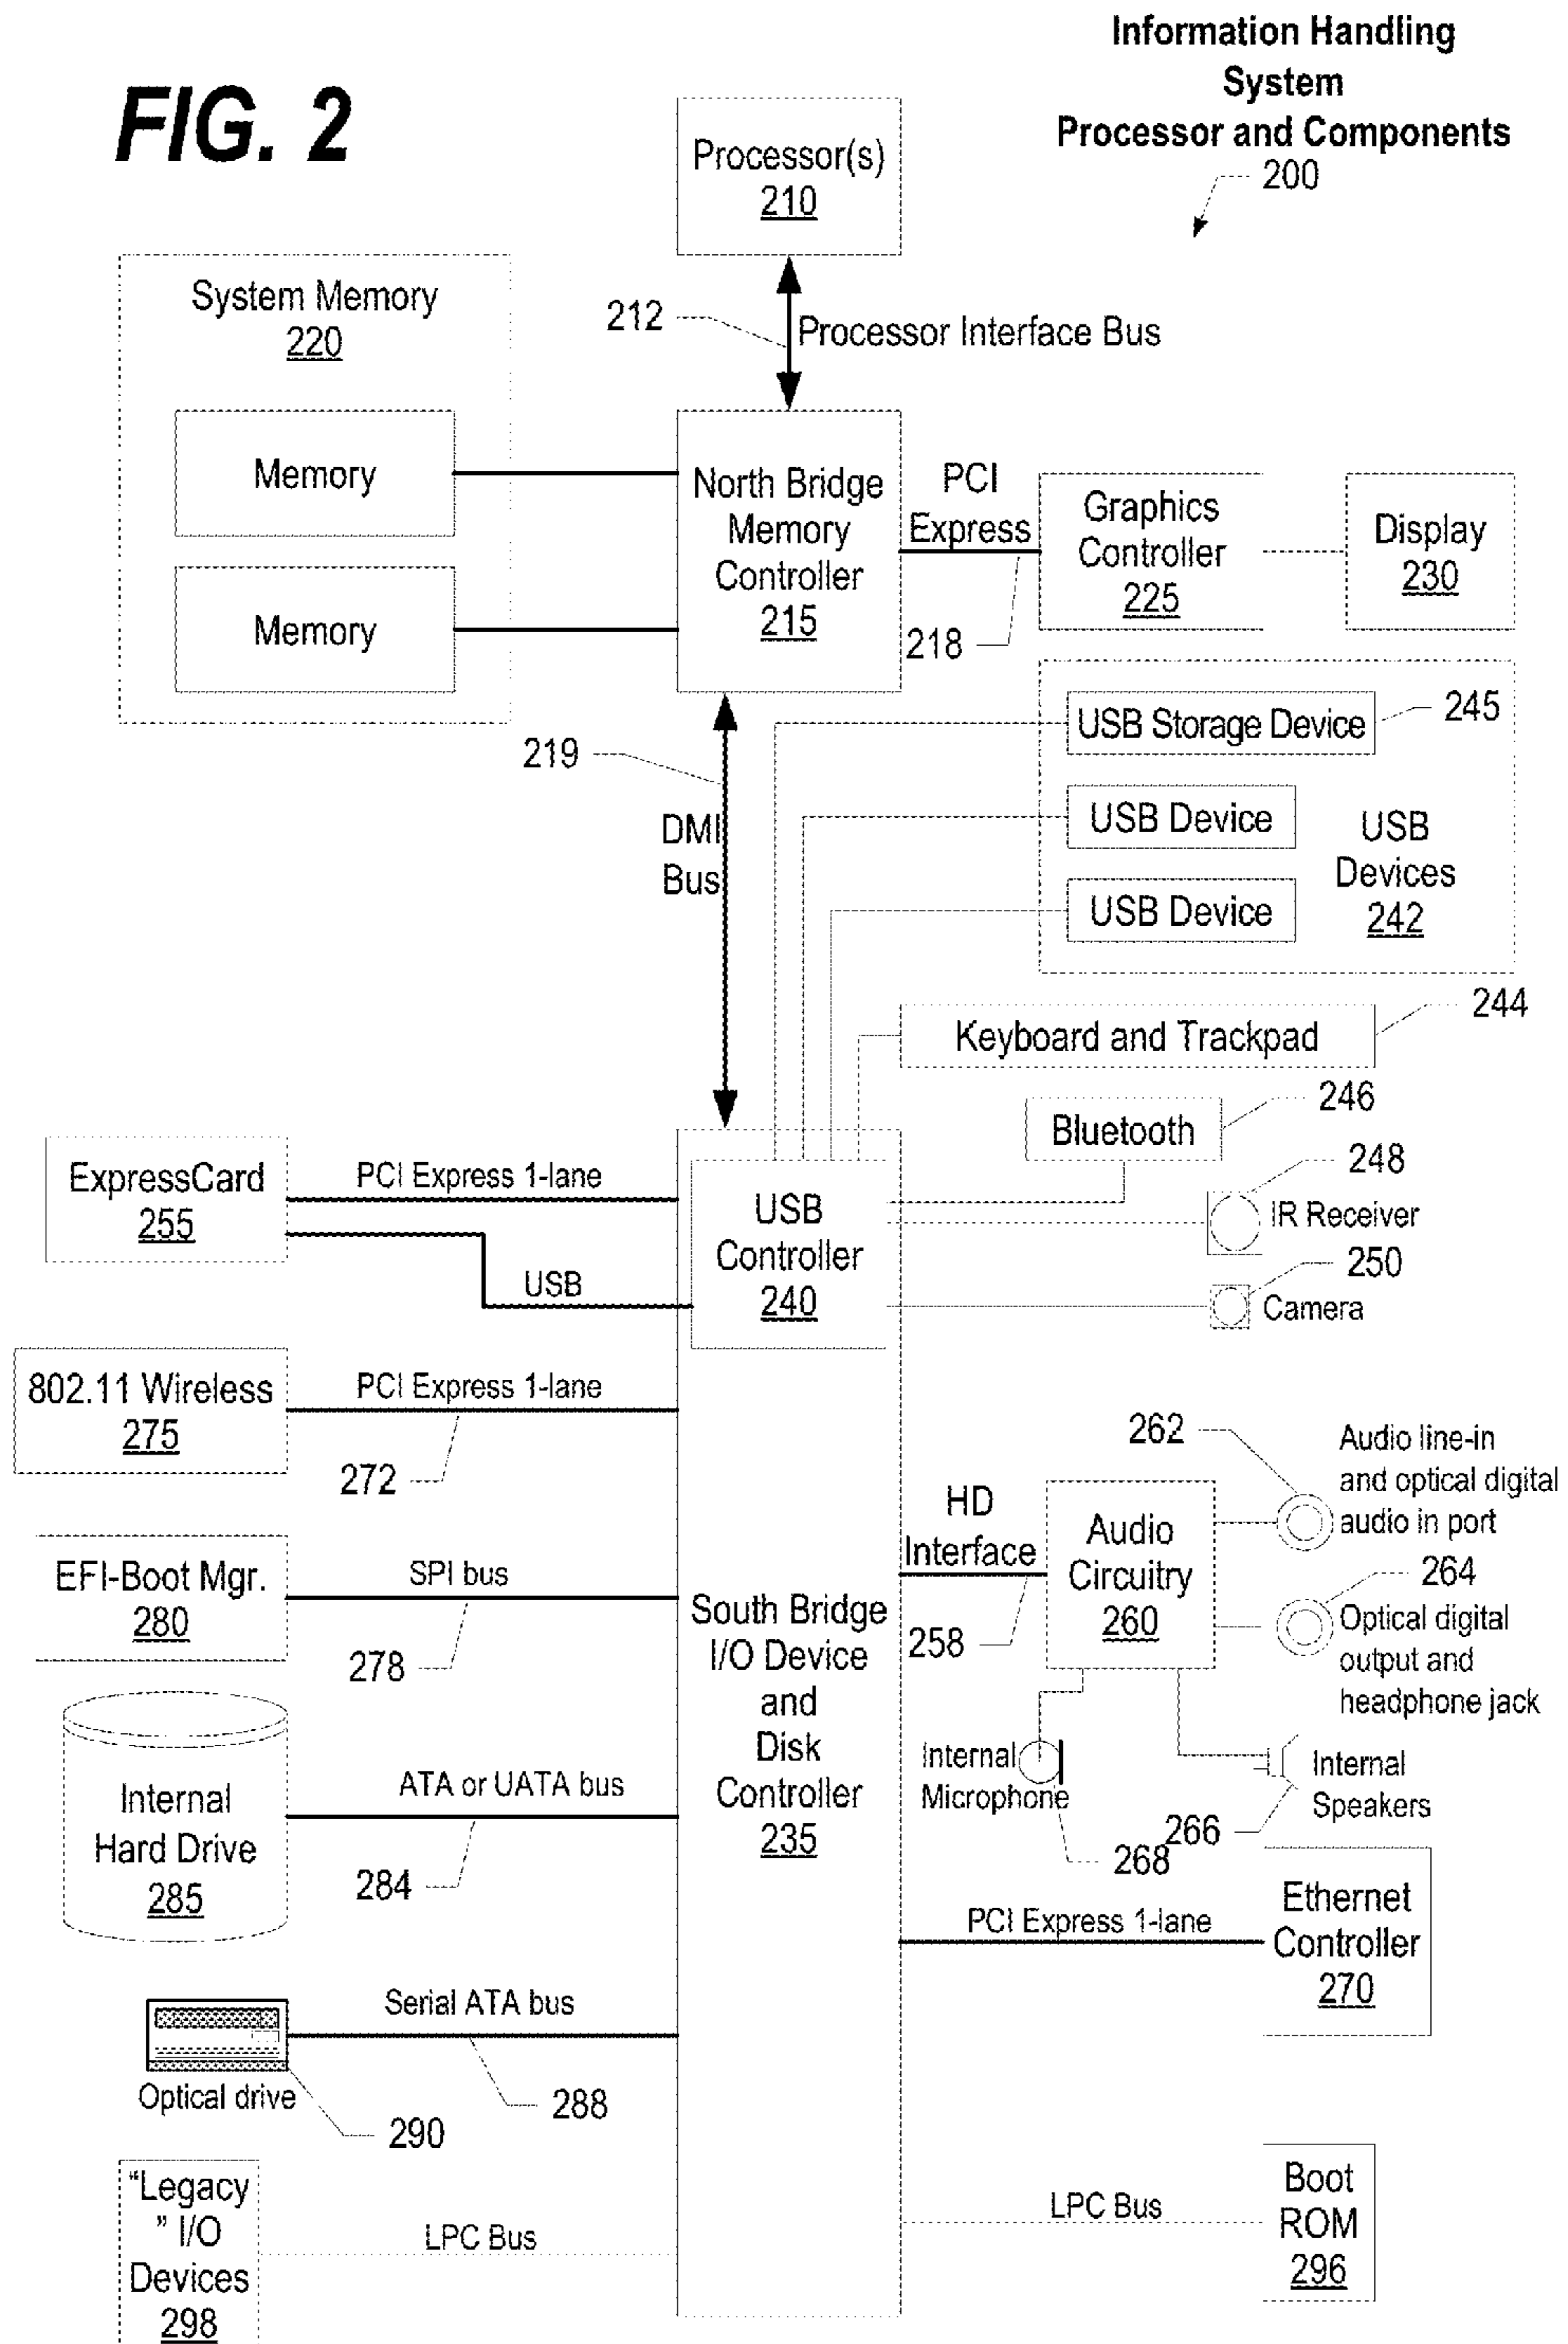 Information Handling
System
Processor and Components
200
FIG. 2
Processor(s)
210
System Memory
220
212
Processor Interface Bus
Memory
Memory
North Bridge
Memory
Controller
215
PCI
Express
218
Graphics
Controller
225
Display
230
219
DMI
Bus
USB Storage Device
245
USB Device
USB Device
USB
Devices
242
Keyboard and Trackpad
244
Bluetooth
246
248
IR Receiver
250
Camera
ExpressCard
255
PCI Express 1-lane
USB
USB
Controller
240
802.11 Wireless
275
PCI Express 1-lane
272
262
Audio line-in
and optical digital
audio in port
HD
Interface
258
Audio
Circuitry
260
264
Optical digital
output and
headphone jack
EFI-Boot Mgr.
280
SPI bus
278
South Bridge
I/O Device
and
Disk
Controller
235
Internal
Microphone
268
Internal
Speakers
266
Internal
Hard Drive
285
ATA or UATA bus
284
PCI Express 1-lane
Ethernet
Controller
270
Serial ATA bus
288
Optical drive
290
"Legacy
" I/O
Devices
298
LPC Bus
LPC Bus
Boot
ROM
296